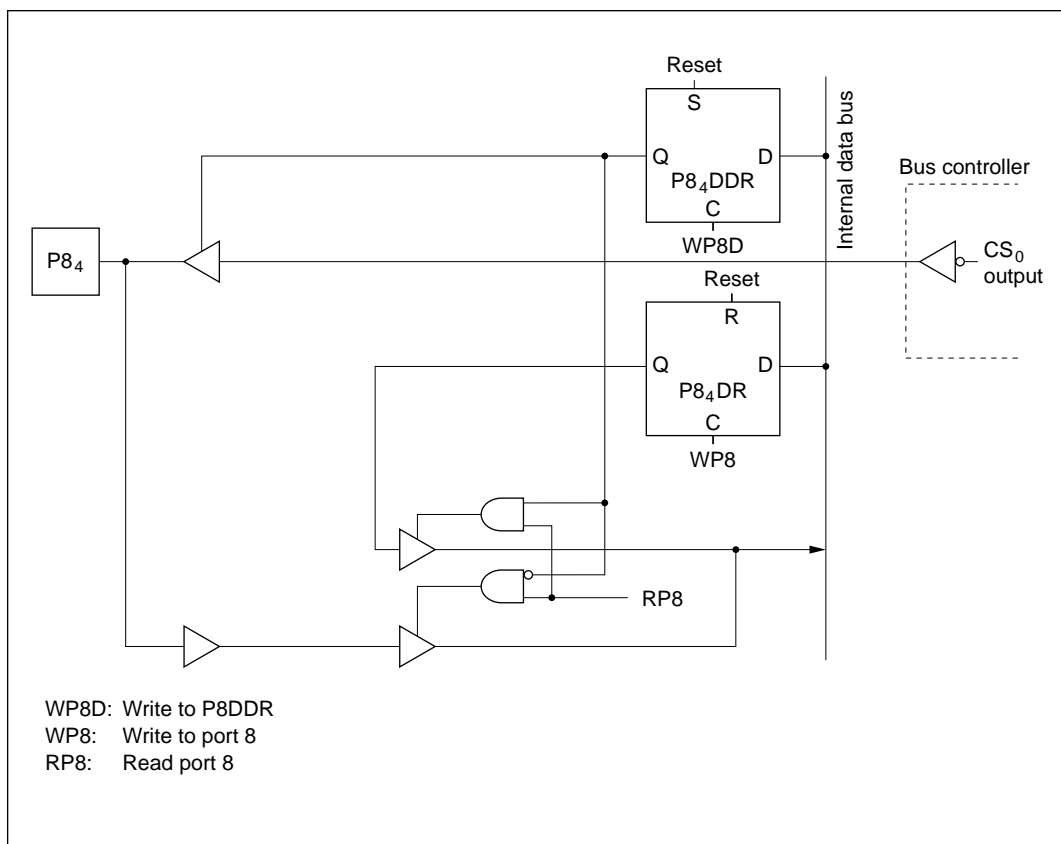 Reset
S
Q
D
P8₄DDR
C
WP8D
Internal data bus
Bus controller
P8₄
CS₀
output
Reset
R
Q
D
P8₄DR
C
WP8
RP8
WP8D: Write to P8DDR
WP8: Write to port 8
RP8: Read port 8